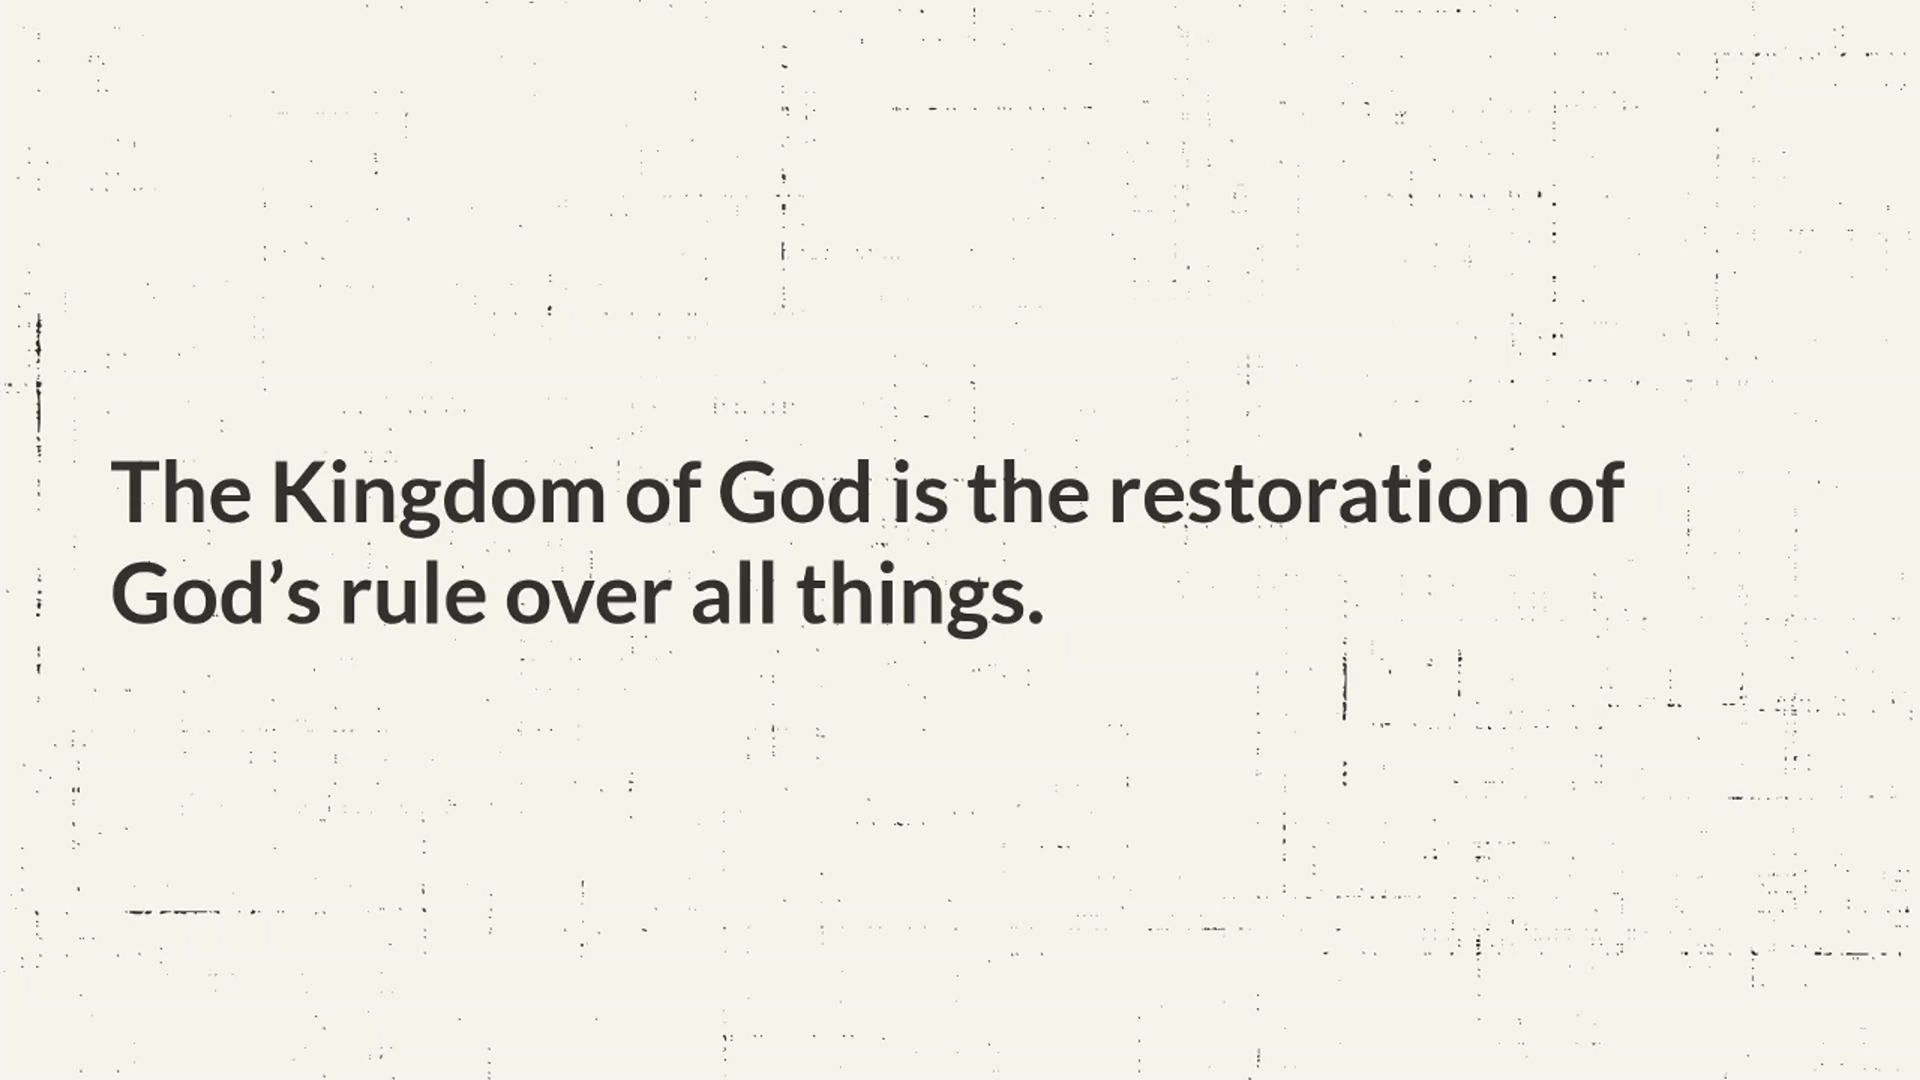 The Kingdom of God is the restoration of
God’s rule over all things.